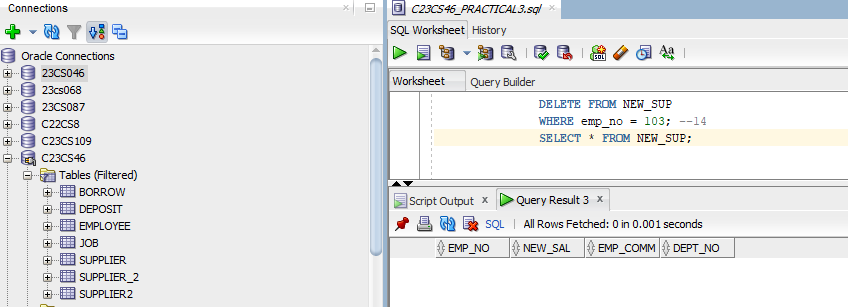 Connections
Oracle Connections
23CS046
23cs068
23CS087
C22CS8
C23CS109
C23CS46
Tables (Filtered)
BORROW
DEPOSIT
EMPLOYEE
JOB
SUPPLIER
SUPPLIER_2
SUPPLIER2
C23CS46_PRACTICAL3.sql
SQL Worksheet History
Worksheet Query Builder
DELETE FROM NEW_SUP
WHERE emp_no = 103; --14
SELECT * FROM NEW_SUP;
Script Output x Query Result 3 x
SQL | All Rows Fetched: 0 in 0.001 seconds
EMP_NO NEW_SAL EMP_COMM DEPT_NO